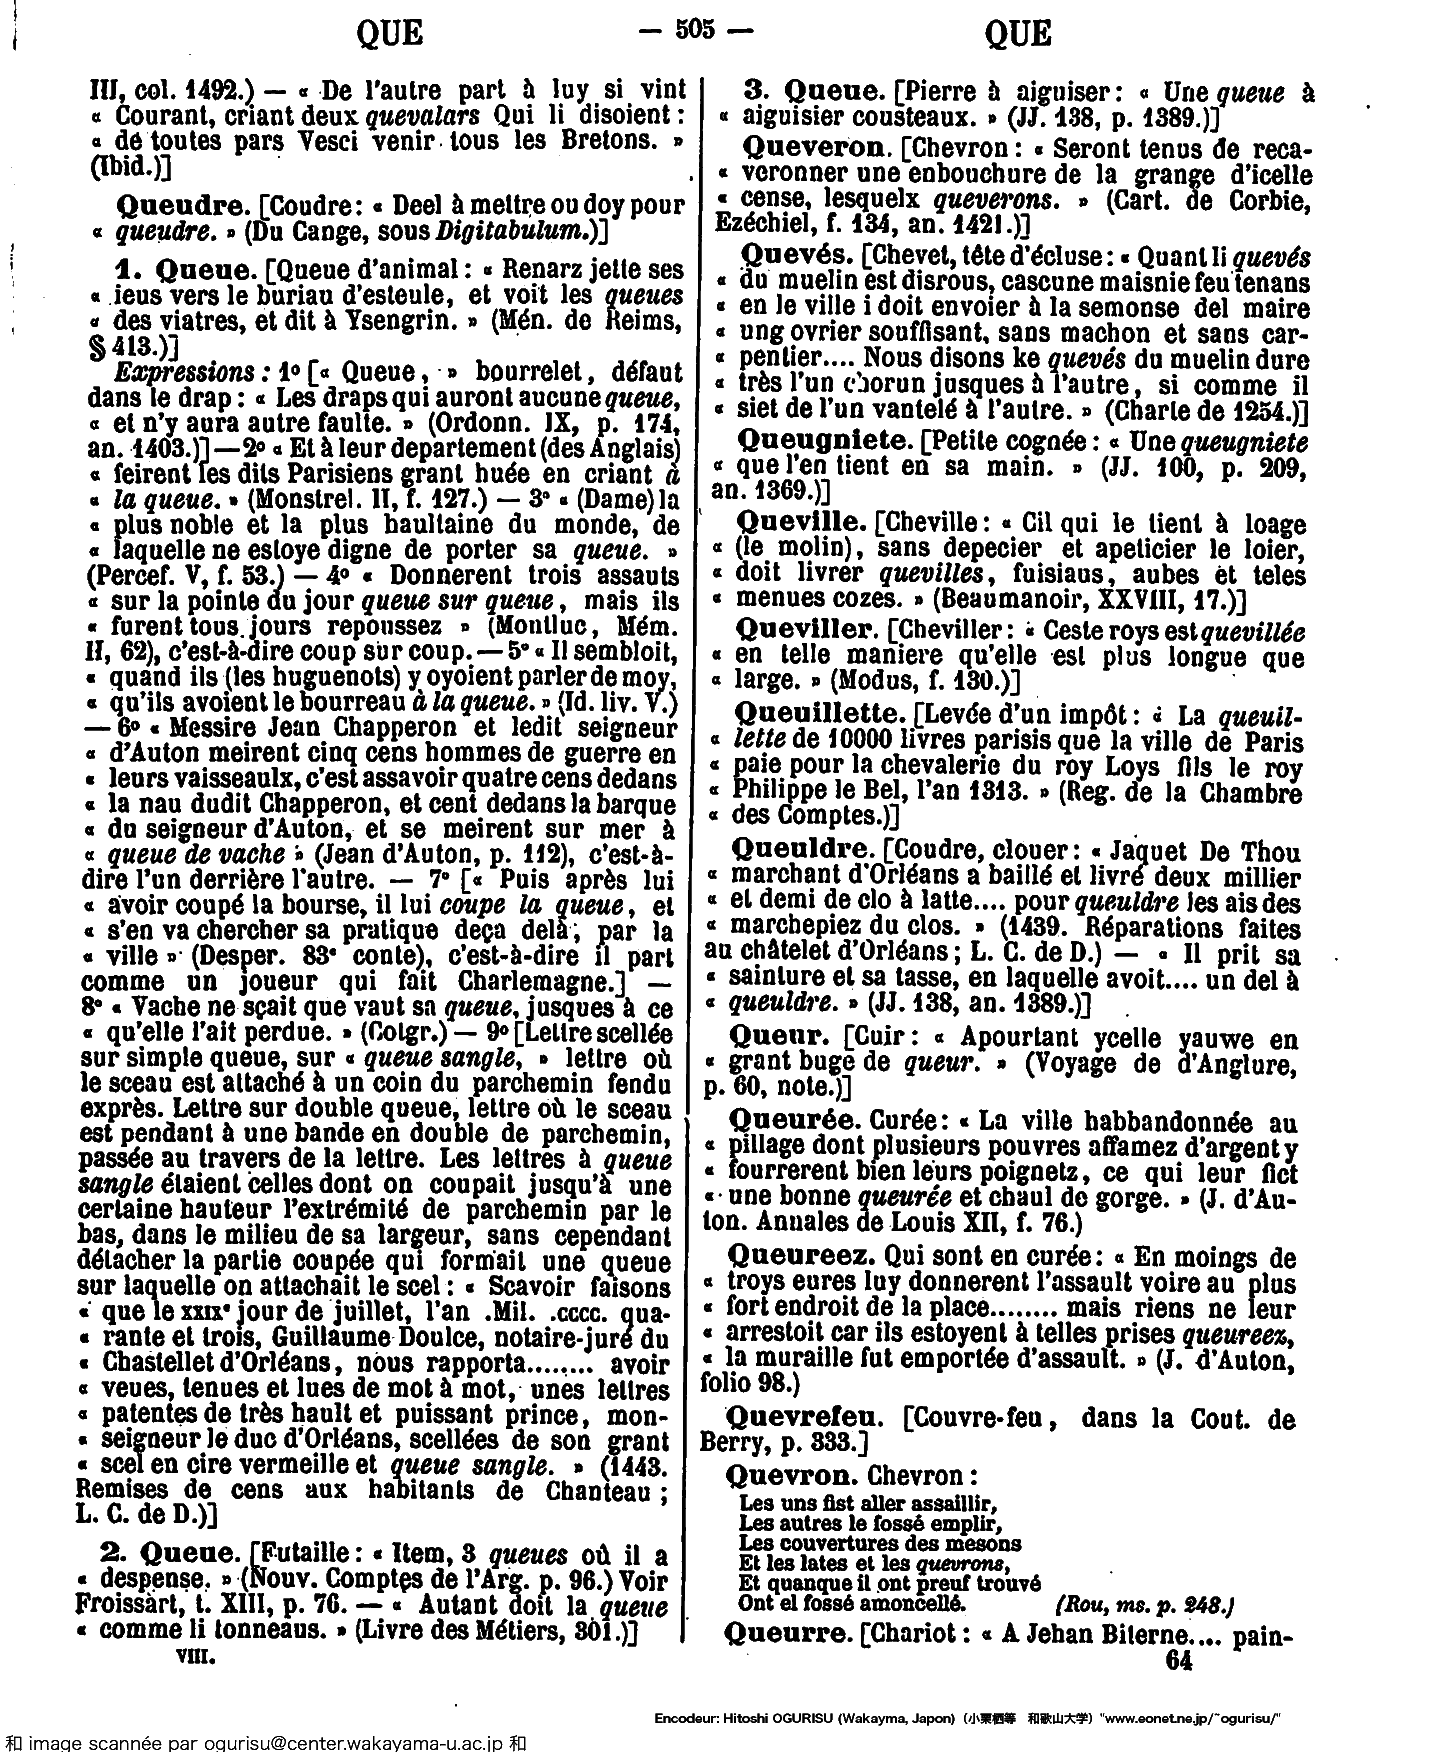 QUE — 505 — QUE
III, col. 1492.) — « De l'autre part à luy si vint
« Courant, criant deux quevalars Qui li disoient :
« de toutes pars Vesci venir tous les Bretons. »
(Ibid.)]
Queudre. [Coudre : « Deel à mettre ou doy pour
« queudre. » (Du Cange, sous Digitabulum.)]
1. Queue. [Queue d'animal : « Renarz jette ses
« ieus vers le buriau d'esteule, et voit les queues
« des viatres, et dit à Ysengrin. » (Mén. de Reims,
§ 413.)]
Expressions : 1º [« Queue, » bourrelet, défaut
dans le drap : « Les draps qui auront aucune queue,
« et n'y aura autre faulte. » (Ordonn. IX, p. 174,
an. 1403.)] — 2º « Et à leur departement (des Anglais)
« feirent les dits Parisiens grant huée en criant à
« la queue. » (Monstrel. II, f. 127.) — 3º « (Dame) la
« plus noble et la plus haultaine du monde, de
« laquelle ne estoye digne de porter sa queue. »
(Percef. V, f. 53.) — 4º « Donnerent trois assauts
« sur la pointe du jour queue sur queue, mais ils
« furent tous jours repoussez » (Montluc, Mém.
II, 62), c'est-à-dire coup sur coup. — 5º « Il sembloit,
« quand ils (les huguenots) y oyoient parler de moy,
« qu'ils avoient le bourreau à la queue. » (Id. liv. V.)
— 6º « Messire Jean Chapperon et ledit seigneur
« d'Auton meirent cinq cens hommes de guerre en
« leurs vaisseaulx, c'est assavoir quatre cens dedans
« la nau dudit Chapperon, et cent dedans la barque
« du seigneur d'Auton, et se meirent sur mer à
« queue de vache » (Jean d'Auton, p. 112), c'est-à-
dire l'un derrière l'autre. — 7º [« Puis après lui
« avoir coupé la bourse, il lui coupe la queue, et
« s'en va chercher sa pratique deça delà, par la
« ville » (Desper. 83e conte), c'est-à-dire il part
comme un joueur qui fait Charlemagne.] —
8º « Vache ne sçait que vaut sa queue, jusques à ce
« qu'elle l'ait perdue. » (Cotgr.) — 9º [Lettre scellée
sur simple queue, sur « queue sangle, » lettre où
le sceau est attaché à un coin du parchemin fendu
exprès. Lettre sur double queue, lettre où le sceau
est pendant à une bande en double de parchemin,
passée au travers de la lettre. Les lettres à queue
sangle étaient celles dont on coupait jusqu'à une
certaine hauteur l'extrémité de parchemin par le
bas, dans le milieu de sa largeur, sans cependant
détacher la partie coupée qui formait une queue
sur laquelle on attachait le scel : « Scavoir faisons
« que le XXIXe jour de juillet, l'an .Mil. .CCCC. qua-
« rante et trois, Guillaume Doulce, notaire-juré du
« Chastellet d'Orléans, nous rapporta........ avoir
« veues, tenues et lues de mot à mot, unes lettres
« patentes de très hault et puissant prince, mon-
« seigneur le duc d'Orléans, scellées de son grant
« scel en cire vermeille et queue sangle. » (1443.
Remises de cens aux habitants de Chanteau ;
L. C. de D.)]
2. Queue. [Futaille : « Item, 3 queues où il a
« despense. » (Nouv. Comptes de l'Arg. p. 96.) Voir
Froissart, t. XIII, p. 76. — « Autant doit la queue
« comme li tonneaus. » (Livre des Métiers, 301.)]
VIII.
3. Queue. [Pierre à aiguiser : « Une queue à
« aiguisier cousteaux. » (JJ. 138, p. 1389.)]
Queveron. [Chevron : « Seront tenus de reca-
« veronner une enbouchure de la grange d'icelle
« cense, lesquelx queverons. » (Cart. de Corbie,
Ezéchiel, f. 134, an. 1421.)]
Quevés. [Chevet, tête d'écluse : « Quant li quevés
« du muelin est disrous, cascune maisnie feu tenans
« en le ville i doit envoier à la semonse del maire
« ung ovrier souffisant, sans machon et sans car-
« pentier.... Nous disons ke quevés du muelin dure
« très l'un chorun jusques à l'autre, si comme il
« siet de l'un vantelé à l'autre. » (Charte de 1254.)]
Queugniete. [Petite cognée : « Une queugniete
« que l'en tient en sa main. » (JJ. 100, p. 209,
an. 1369.)]
Queville. [Cheville : « Cil qui le tient à loage
« (le molin), sans depecier et apeticier le loier,
« doit livrer quevilles, fuisiaus, aubes et teles
« menues cozes. » (Beaumanoir, XXVIII, 17.)]
Queviller. [Cheviller : « Ceste roys est quevillée
« en telle maniere qu'elle est plus longue que
« large. » (Modus, f. 130.)]
Queuillette. [Levée d'un impôt : « La queuil-
« lette de 10000 livres parisis que la ville de Paris
« paie pour la chevalerie du roy Loys fils le roy
« Philippe le Bel, l'an 1313. » (Reg. de la Chambre
« des Comptes.)]
Queuldre. [Coudre, clouer : « Jaquet De Thou
« marchant d'Orléans a baillé et livré deux millier
« et demi de clo à latte.... pour queuldre les ais des
« marchepiez du clos. » (1439. Réparations faites
au châtelet d'Orléans ; L. C. de D.) — « Il prit sa
« sainture et sa tasse, en laquelle avoit.... un del à
« queuldre. » (JJ. 138, an. 1389.)]
Queur. [Cuir : « Apourtant ycelle yauwe en
« grant buge de queur. » (Voyage de d'Anglure,
p. 60, note.)]
Queurée. Curée : « La ville habbandonnée au
« pillage dont plusieurs pouvres affamez d'argent y
« fourrerent bien leurs poignetz, ce qui leur fict
« une bonne queurée et chaul de gorge. » (J. d'Au-
ton. Annales de Louis XII, f. 76.)
Queureez. Qui sont en curée : « En moings de
« troys eures luy donnerent l'assault voire au plus
« fort endroit de la place........ mais riens ne leur
« arrestoit car ils estoyent à telles prises queureez,
« la muraille fut emportée d'assault. » (J. d'Auton,
folio 98.)
Quevrefeu. [Couvre-feu, dans la Cout. de
Berry, p. 333.]
Quevron. Chevron :
Les uns fist aller assaillir,
Les autres le fossé emplir,
Les couvertures des mesons
Et les lates et les quevrons,
Et quanque il ont preuf trouvé
Ont el fossé amoncellé. (Rou, ms. p. 248.)
Queurre. [Chariot : « A Jehan Biterne.... pain-
64
Encodeur: Hitoshi OGURISU (Wakayma, Japon) (小栗栖等 和歌山大学) "www.eonet.ne.jp/~ogurisu/"
和 image scannée par ogurisu@center.wakayama-u.ac.jp 和